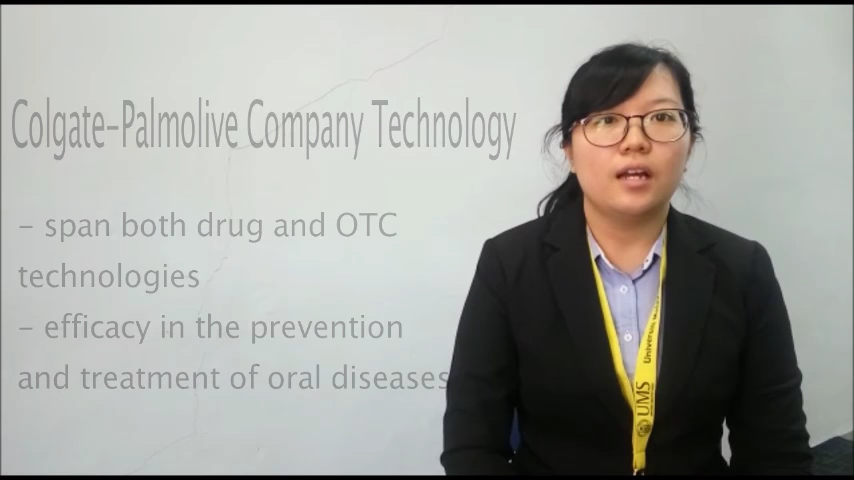 Colgate-Palmolive Company Technology
- span both drug and OTC
technologies
- efficacy in the prevention
and treatment of oral diseases
Universiti
UMS